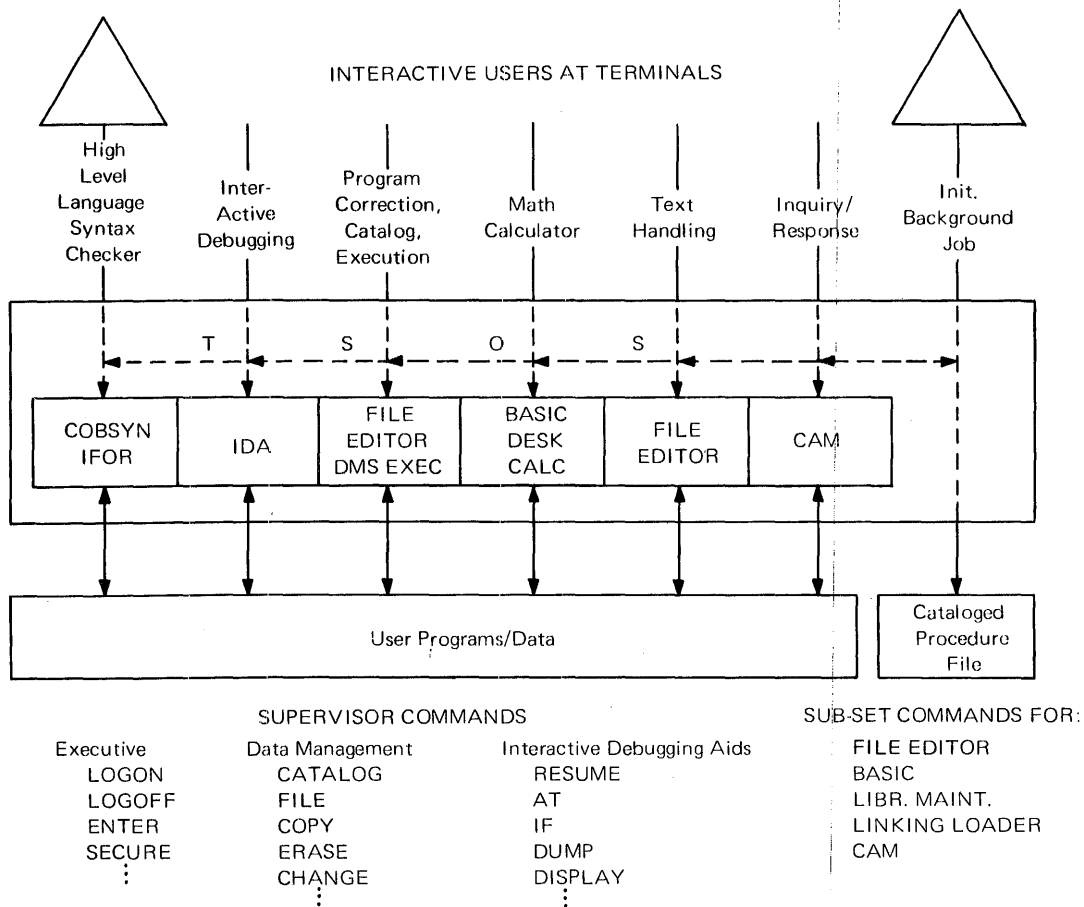 INTERACTIVE USERS AT TERMINALS
High
Level
Language
Syntax
Checker
Inter-
Active
Debugging
Program
Correction,
Catalog,
Execution
Math
Calculator
Text
Handling
Inquiry/
Response
Init.
Background
Job
T S O S
COBSYN
IFOR
IDA
FILE
EDITOR
DMS EXEC
BASIC
DESK
CALC
FILE
EDITOR
CAM
User Programs/Data
Cataloged
Procedure
File
SUPERVISOR COMMANDS
Executive
LOGON
LOGOFF
ENTER
SECURE
Data Management
CATALOG
FILE
COPY
ERASE
CHANGE
Interactive Debugging Aids
RESUME
AT
IF
DUMP
DISPLAY
SUB-SET COMMANDS FOR:
FILE EDITOR
BASIC
LIBR. MAINT.
LINKING LOADER
CAM